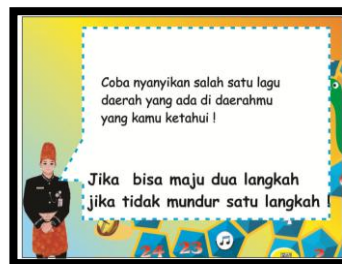 Coba nyanyikan salah satu lagu
daerah yang ada di daerahmu
yang kamu ketahui !
Jika bisa maju dua langkah
jika tidak mundur satu langkah !
24 23